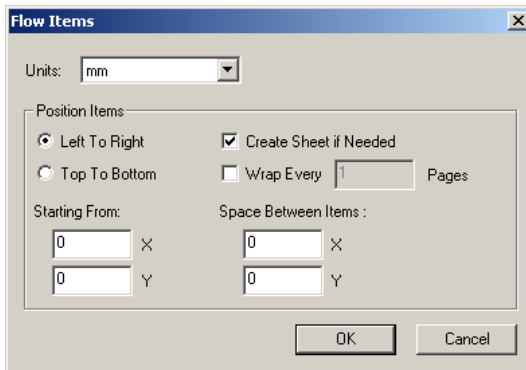 Flow Items
Units: mm
Position Items
Left To Right Create Sheet if Needed
Top To Bottom Wrap Every 1 Pages
Starting From: Space Between Items :
0 X 0 X
0 Y 0 Y
OK Cancel